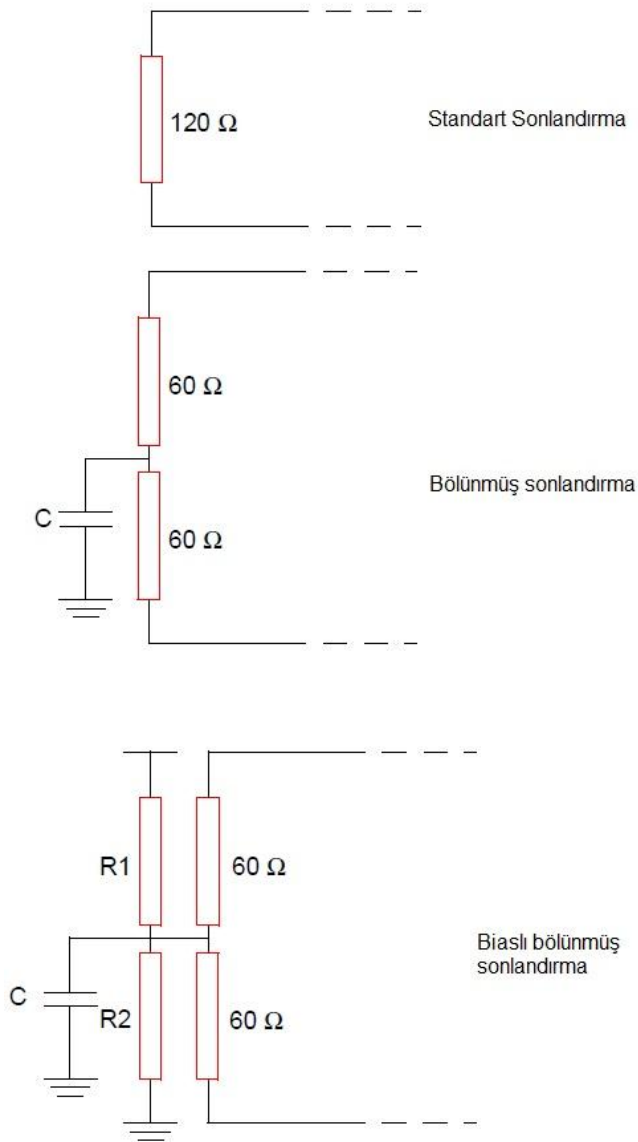 120 Ω
Standart Sonlandırma
60 Ω
Bölünmüş sonlandırma
C
60 Ω
R1
60 Ω
Biaslı bölünmüş
sonlandırma
C
R2
60 Ω